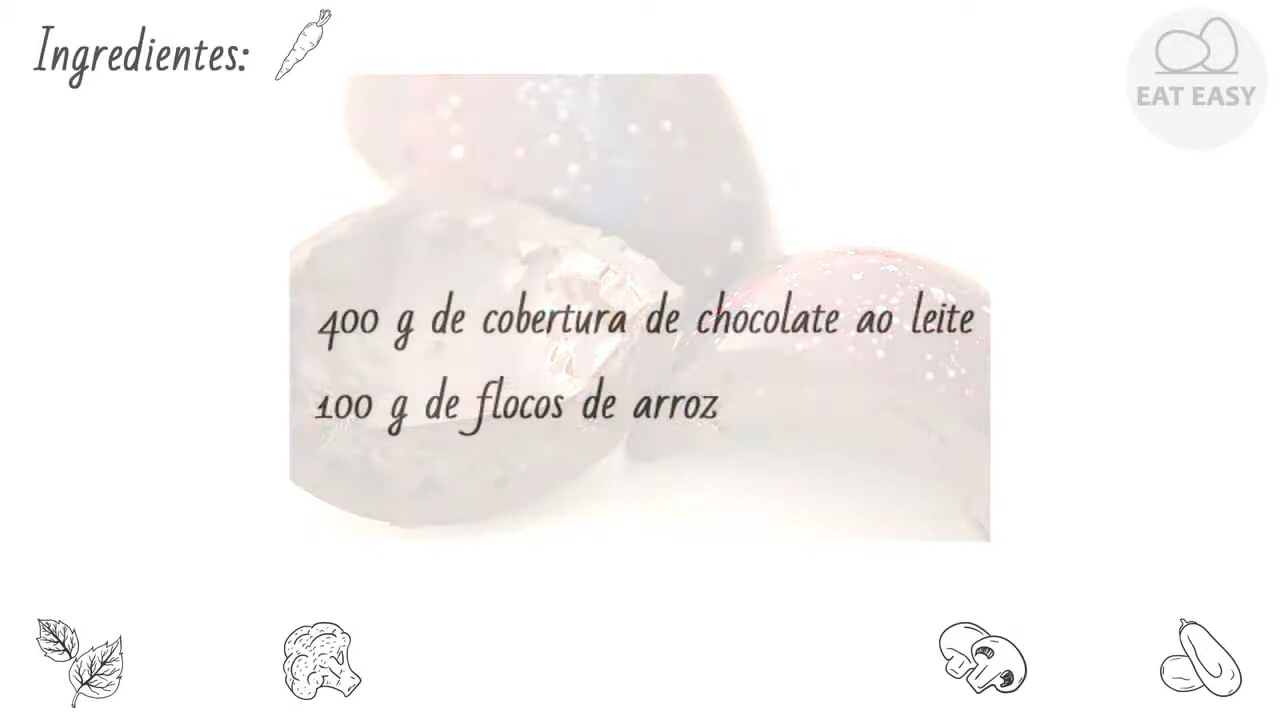 Ingredientes:
EAT EASY
400 g de cobertura de chocolate ao leite
100 g de flocos de arroz